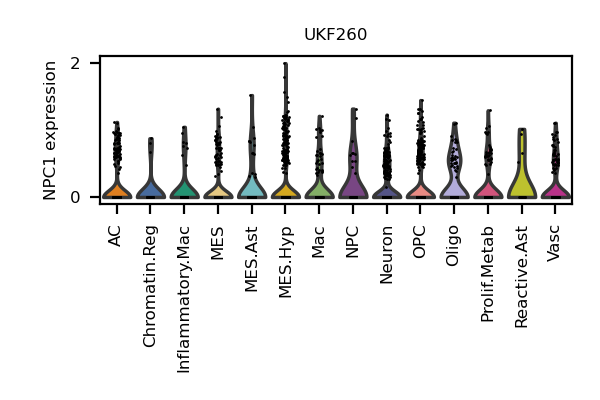 UKF260
NPC1 expression
2
0
AC
Chromatin.Reg
Inflammatory.Mac
MES
MES.Ast
MES.Hyp
Mac
NPC
Neuron
OPC
Oligo
Prolif.Metab
Reactive.Ast
Vasc